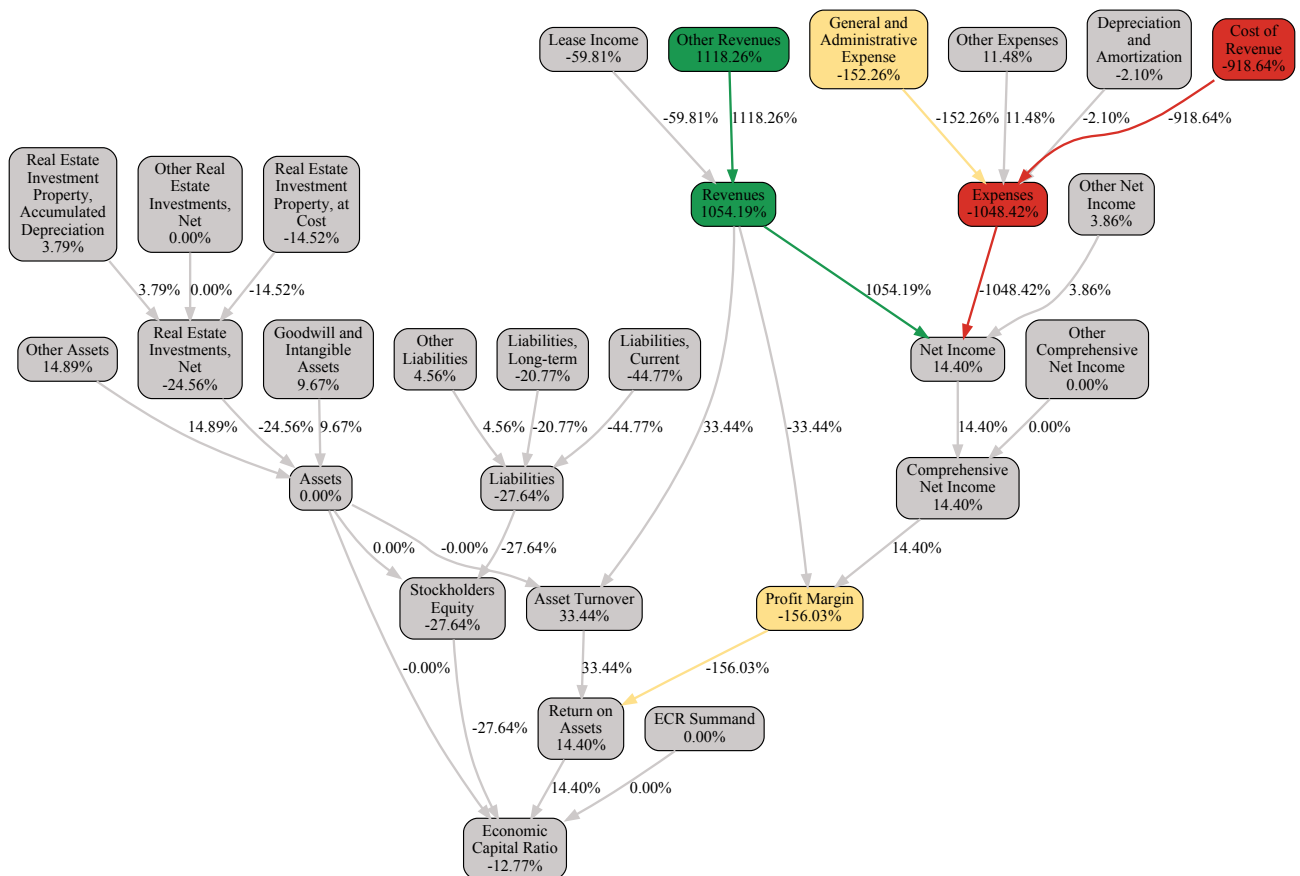 Lease Income
-59.81%
Other Revenues
1118.26%
General and
Administrative
Expense
-152.26%
Other Expenses
11.48%
Depreciation
and
Amortization
-2.10%
Cost of
Revenue
-918.64%
-59.81%
1118.26%
-152.26%
11.48%
-2.10%
-918.64%
Real Estate
Investment
Property,
Accumulated
Depreciation
3.79%
Other Real
Estate
Investments,
Net
0.00%
Real Estate
Investment
Property, at
Cost
-14.52%
Revenues
1054.19%
Expenses
-1048.42%
Other Net
Income
3.86%
3.79%
0.00%
-14.52%
1054.19%
-1048.42%
3.86%
Other Assets
14.89%
Real Estate
Investments,
Net
-24.56%
Goodwill and
Intangible
Assets
9.67%
Other
Liabilities
4.56%
Liabilities,
Long-term
-20.77%
Liabilities,
Current
-44.77%
Net Income
14.40%
Other
Comprehensive
Net Income
0.00%
14.89%
-24.56%
9.67%
4.56%
-20.77%
-44.77%
33.44%
-33.44%
14.40%
0.00%
Assets
0.00%
Liabilities
-27.64%
Comprehensive
Net Income
14.40%
0.00%
-0.00%
-27.64%
14.40%
Stockholders
Equity
-27.64%
Asset Turnover
33.44%
Profit Margin
-156.03%
-0.00%
33.44%
-156.03%
-27.64%
Return on
Assets
14.40%
ECR Summand
0.00%
14.40%
0.00%
Economic
Capital Ratio
-12.77%